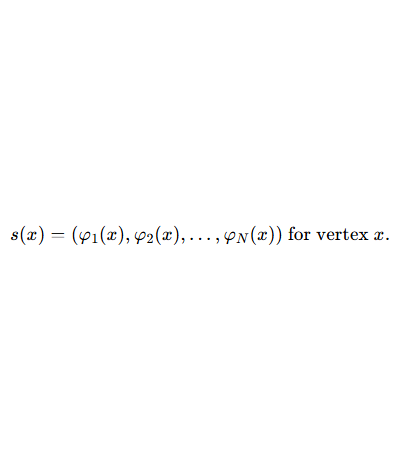 s(x) = (φ₁(x), φ₂(x), . . . , φ_N(x)) for vertex x.